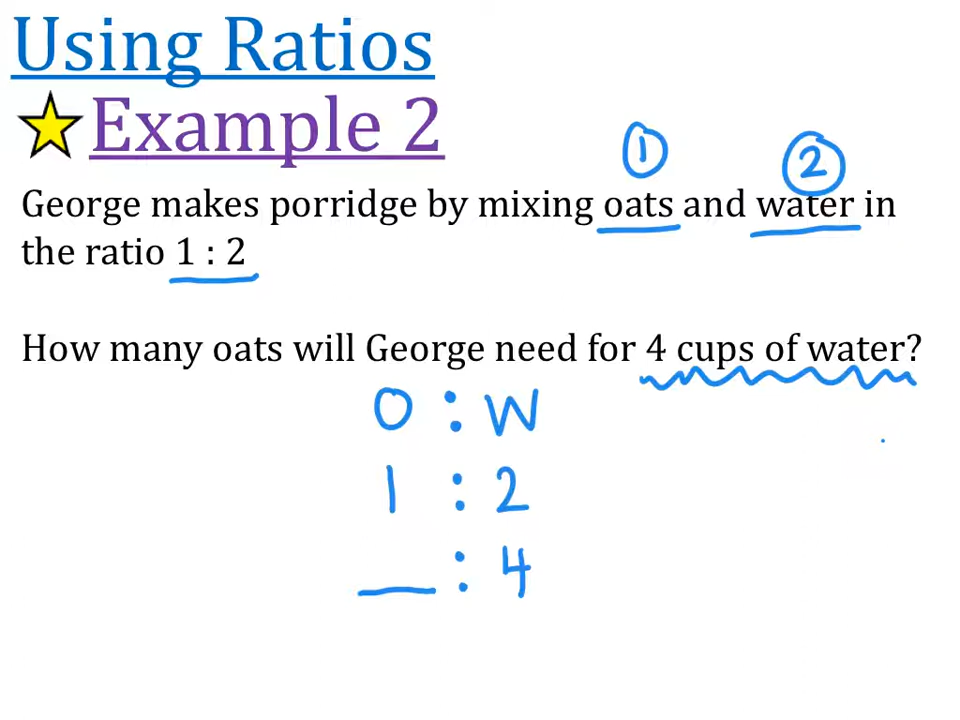 Using Ratios
Example 2
1 2
George makes porridge by mixing oats and water in
the ratio 1 : 2
How many oats will George need for 4 cups of water?
O : W
1 : 2
__ : 4